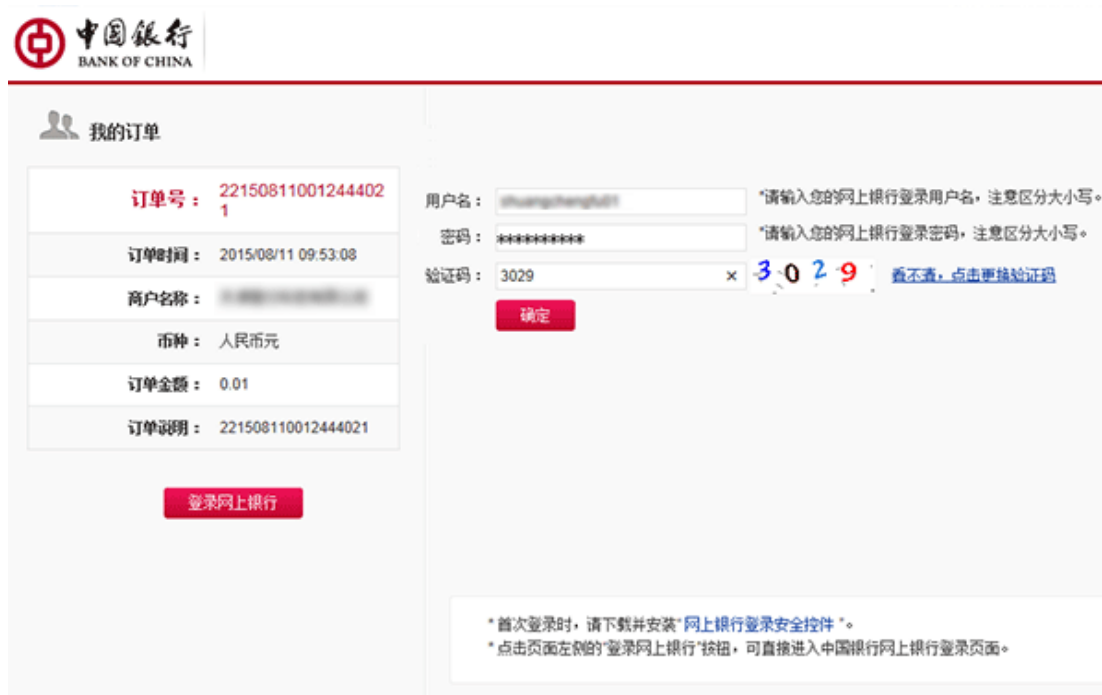 中国银行
BANK OF CHINA
我的订单
订单号： 22150811001244402
1
订单时间： 2015/08/11 09:53:08
商户名称：
币种： 人民币元
订单金额： 0.01
订单说明： 221508110012444021
登录网上银行
用户名： *请输入您的网上银行登录用户名，注意区分大小写。
密码： ********** *请输入您的网上银行登录密码，注意区分大小写。
验证码： 3029 × 3029 看不清，点击更换验证码
确定
*首次登录时，请下载并安装"网上银行登录安全控件"。
*点击页面左侧的"登录网上银行"按钮，可直接进入中国银行网上银行登录页面。